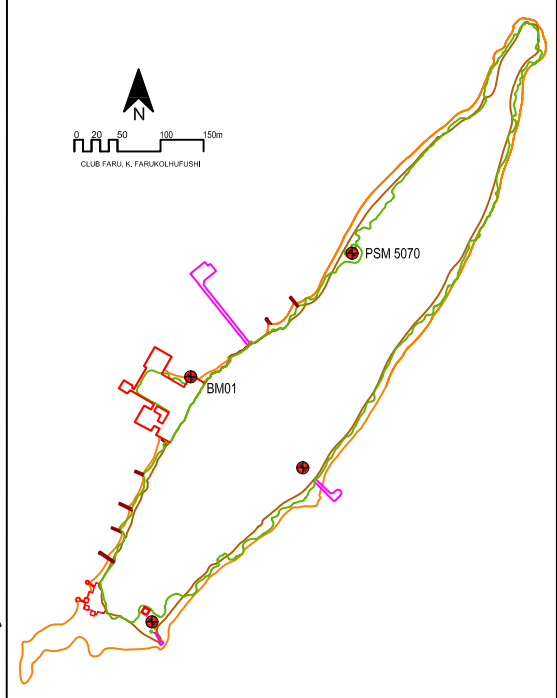 N
0 20 50 100 150m
CLUB FARU, K. FARUKOLHUFUSHI
PSM 5070
BM01